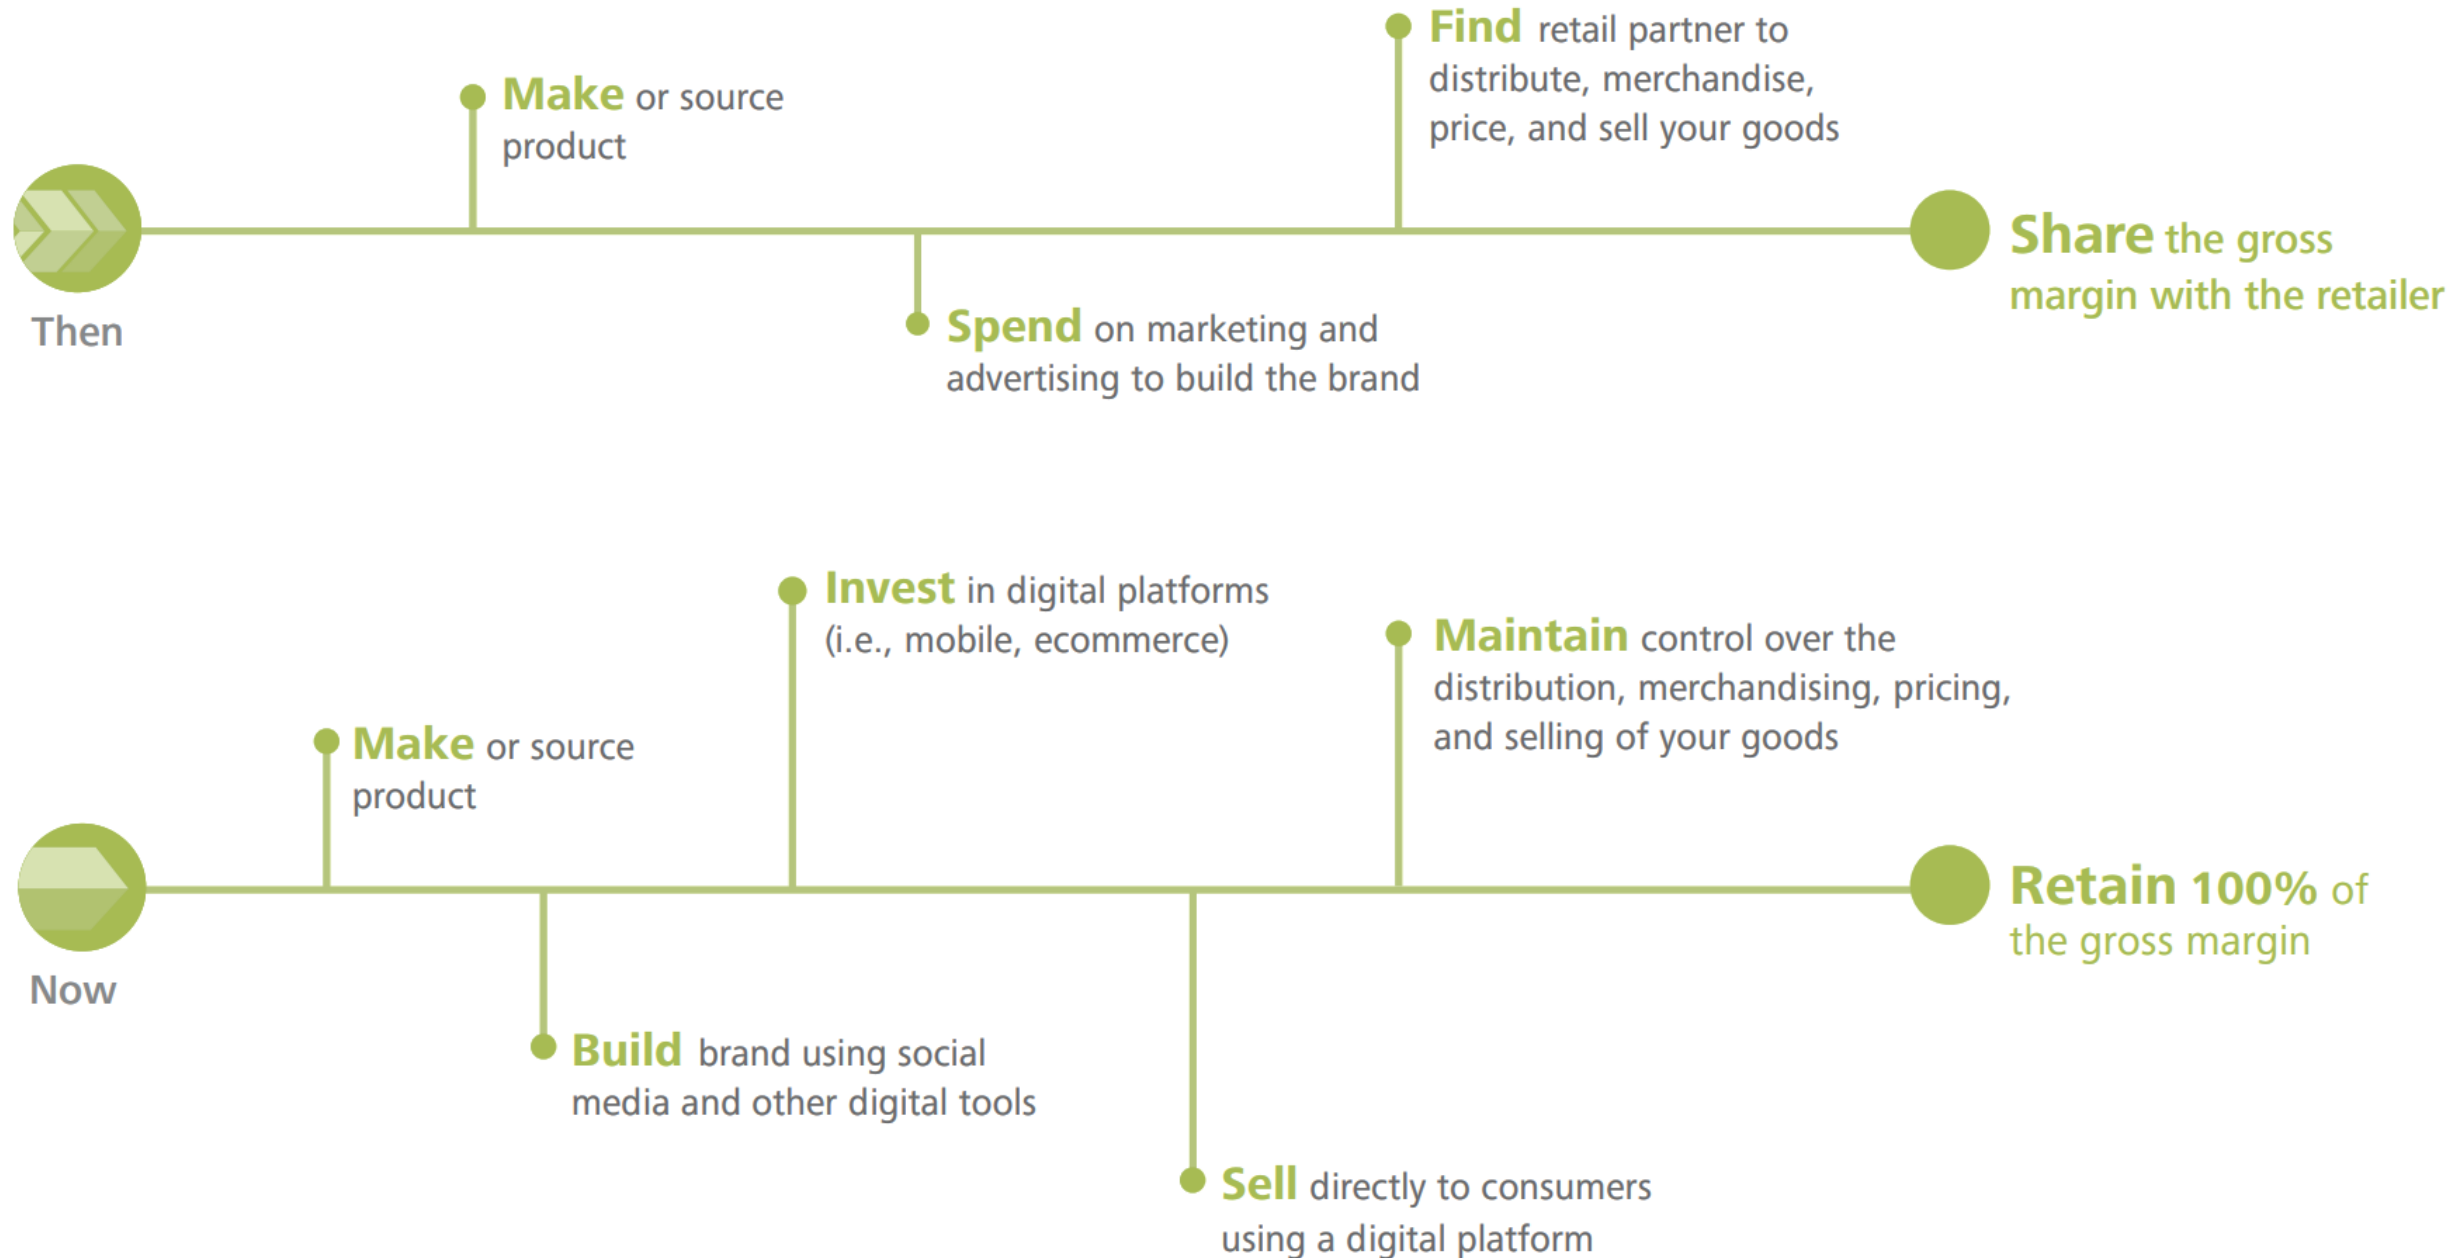 Then
Make or source
product
Spend on marketing and
advertising to build the brand
Find retail partner to
distribute, merchandise,
price, and sell your goods
Share the gross
margin with the retailer
Now
Make or source
product
Build brand using social
media and other digital tools
Invest in digital platforms
(i.e., mobile, ecommerce)
Sell directly to consumers
using a digital platform
Maintain control over the
distribution, merchandising, pricing,
and selling of your goods
Retain 100% of
the gross margin